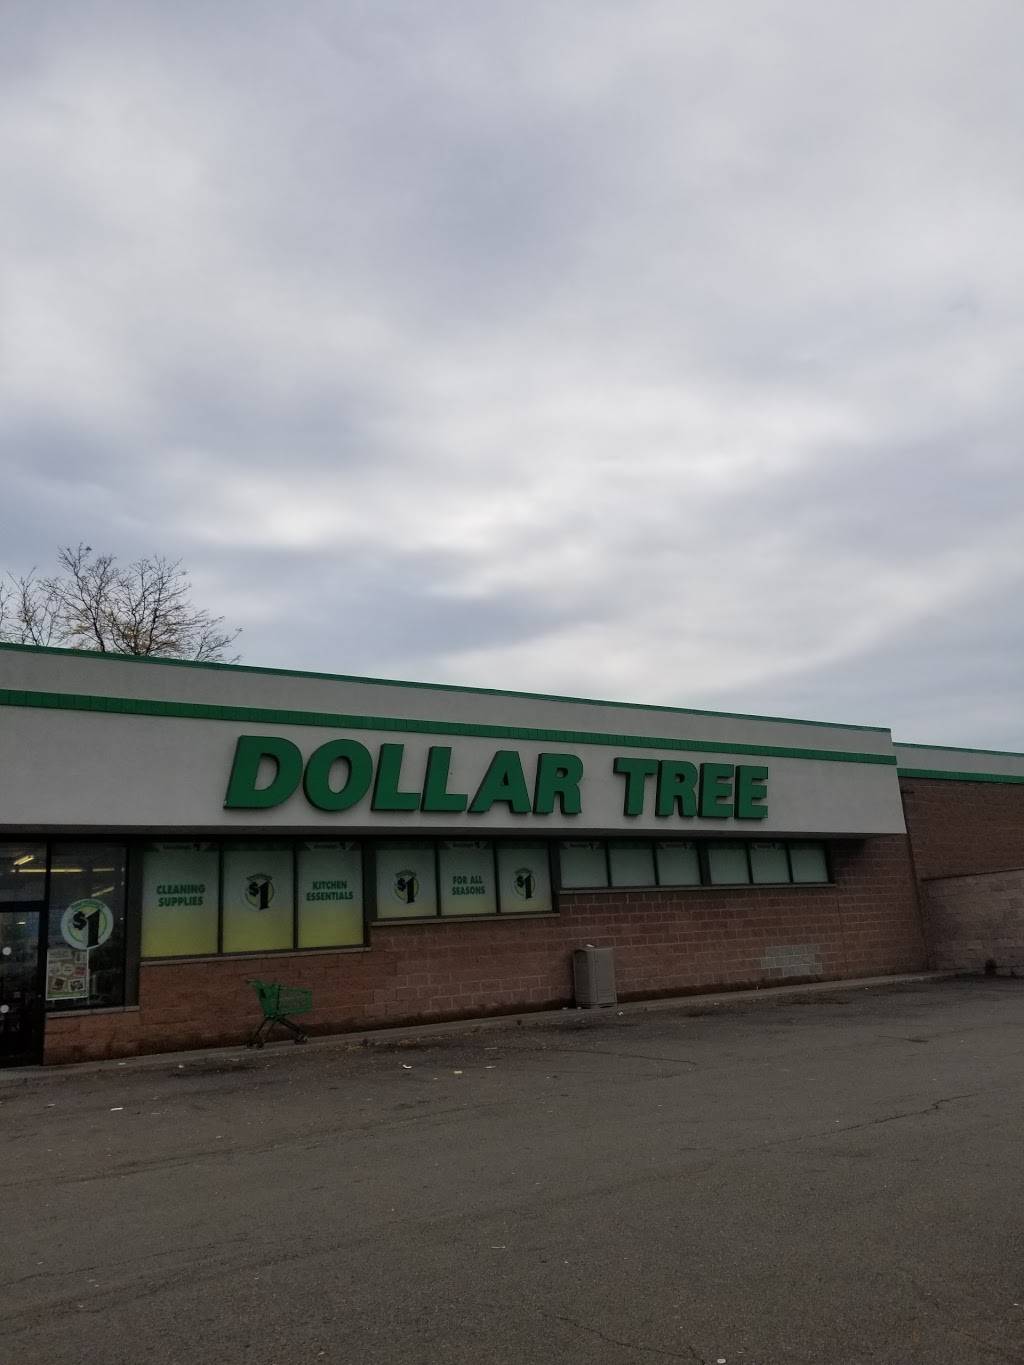 DOLLAR TREE
CLEANING
SUPPLIES
$1
KITCHEN
ESSENTIALS
$1
FOR ALL
SEASONS
$1
$1